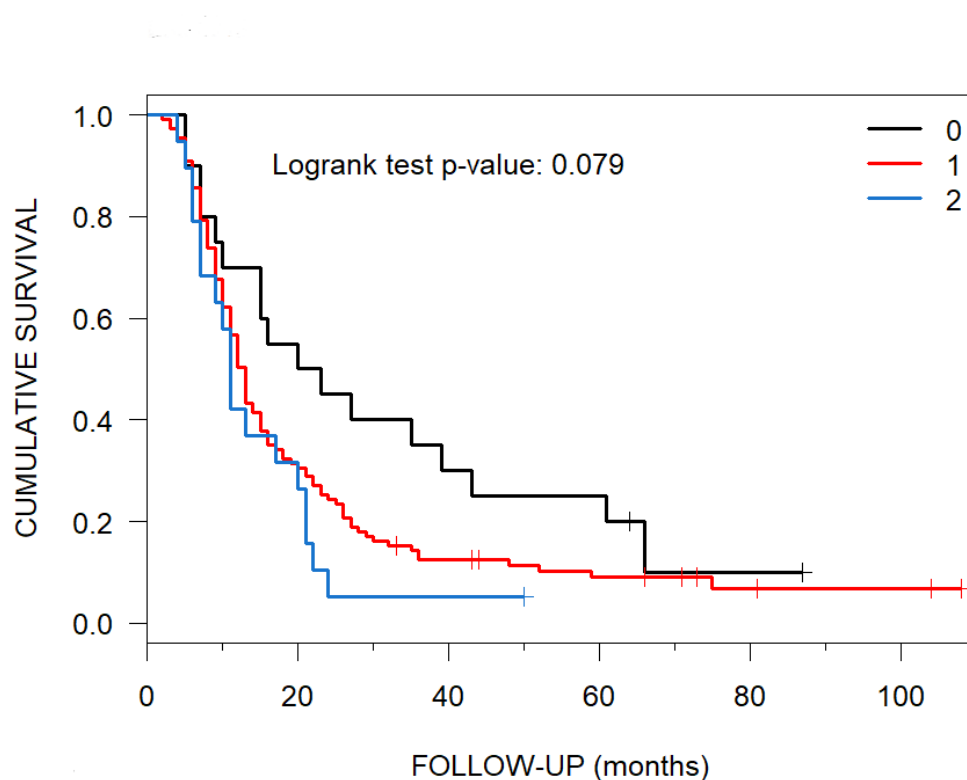 Logrank test p-value: 0.079
0
1
2
CUMULATIVE SURVIVAL
1.0
0.8
0.6
0.4
0.2
0.0
0 20 40 60 80 100
FOLLOW-UP (months)